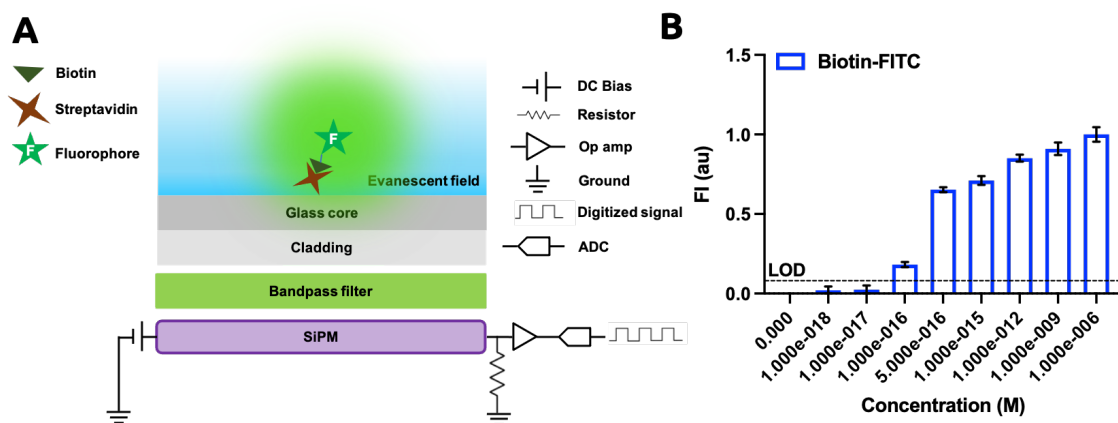 A
Biotin
Streptavidin
F
Fluorophore
F
Evanescent field
Glass core
Cladding
Bandpass filter
SiPM
DC Bias
Resistor
Op amp
Ground
Digitized signal
ADC
B
Biotin-FITC
1.5
1.0
0.5
0.0
FI (au)
LOD
0.000
1.000e-018
1.000e-017
1.000e-016
5.000e-016
1.000e-015
1.000e-012
1.000e-009
1.000e-006
Concentration (M)